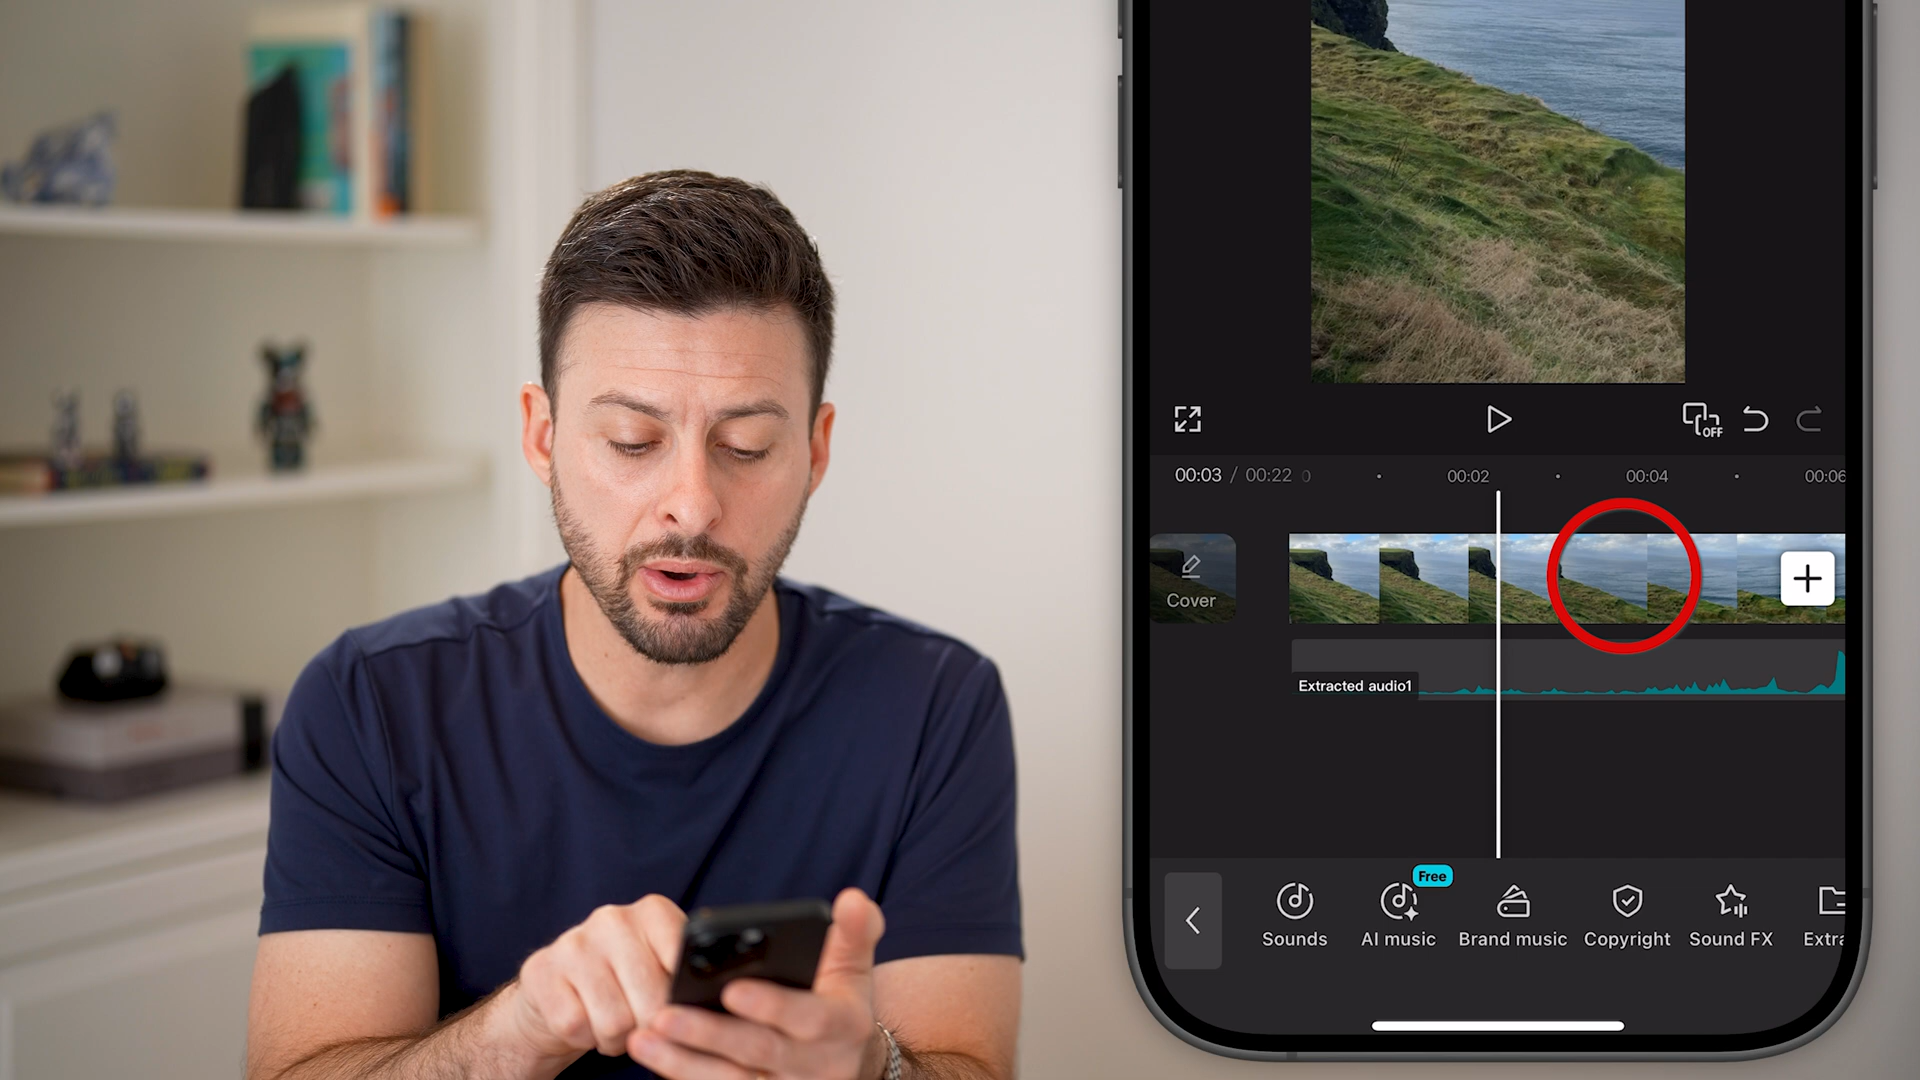 OFF
00:03 / 00:22 0 00:02 00:04 00:06
Cover
Extracted audio1
Free
Sounds AI music Brand music Copyright Sound FX Extra